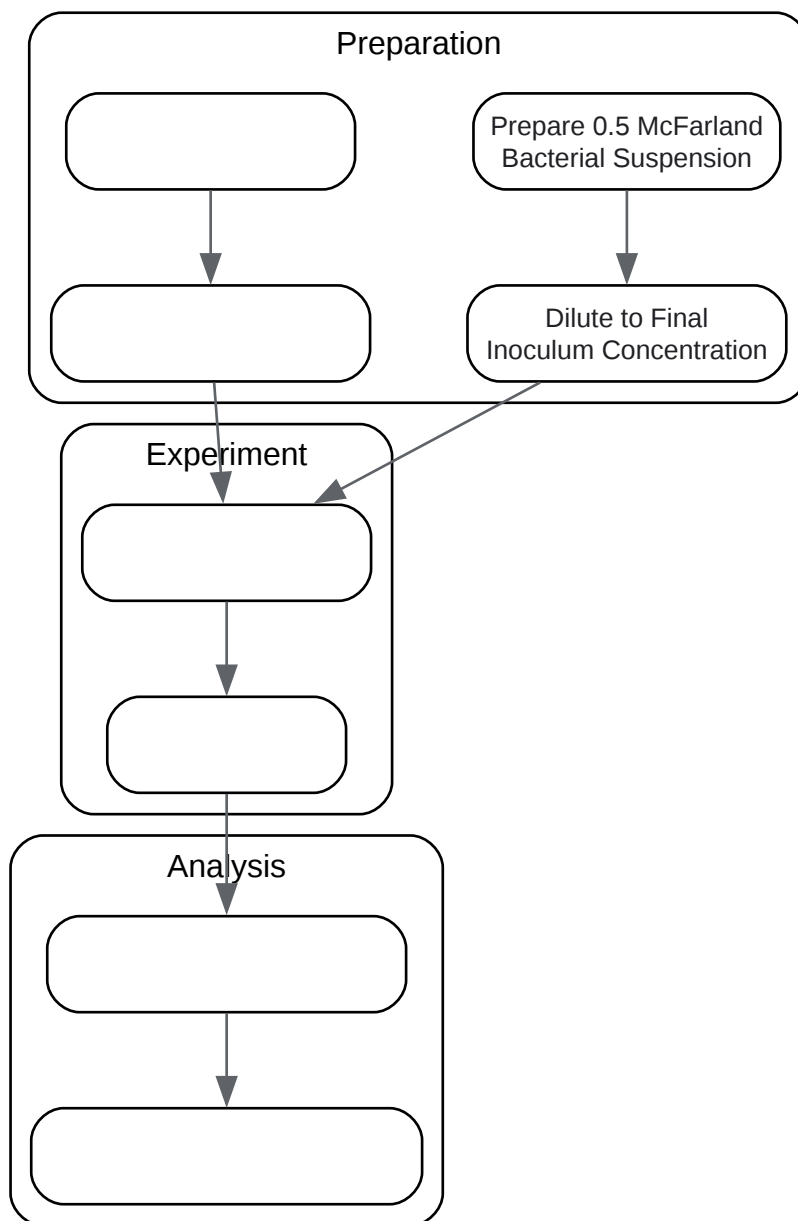 Preparation
Prepare 0.5 McFarland
Bacterial Suspension
Dilute to Final
Inoculum Concentration
Experiment
Analysis